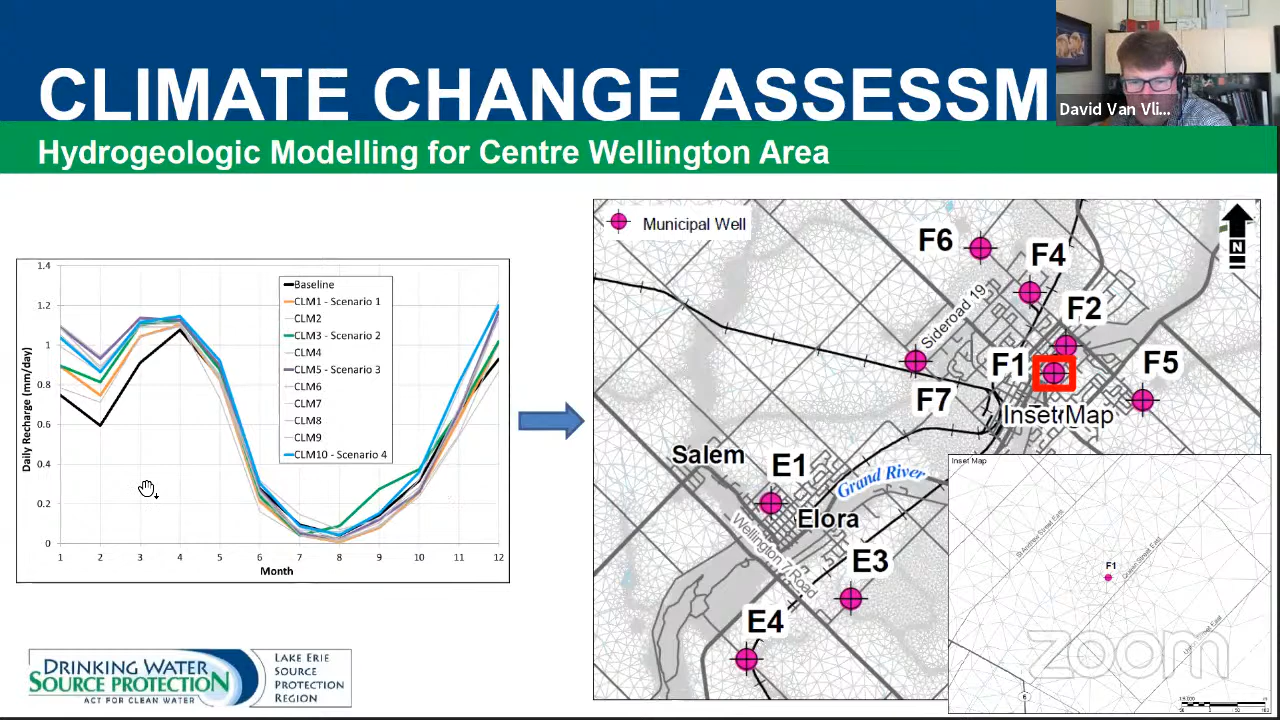 CLIMATE CHANGE ASSESSM
David Van Vli...
Hydrogeologic Modelling for Centre Wellington Area
1.4
1.2
1
0.8
0.6
0.4
0.2
0
Daily Recharge (mm/day)
1 2 3 4 5 6 7 8 9 10 11 12
Month
Baseline
CLM1 - Scenario 1
CLM2
CLM3 - Scenario 2
CLM4
CLM5 - Scenario 3
CLM6
CLM7
CLM8
CLM9
CLM10 - Scenario 4
Municipal Well
N
F6
F4
Sideroad 19
F2
F1
F5
F7
Inset Map
Salem
E1
Grand River
Elora
Wellington 7 Road
E3
E4
Inset Map
St Andrew Street East
F1
zoom
DRINKING WATER
SOURCE PROTECTION
ACT FOR CLEAN WATER
LAKE ERIE
SOURCE
PROTECTION
REGION